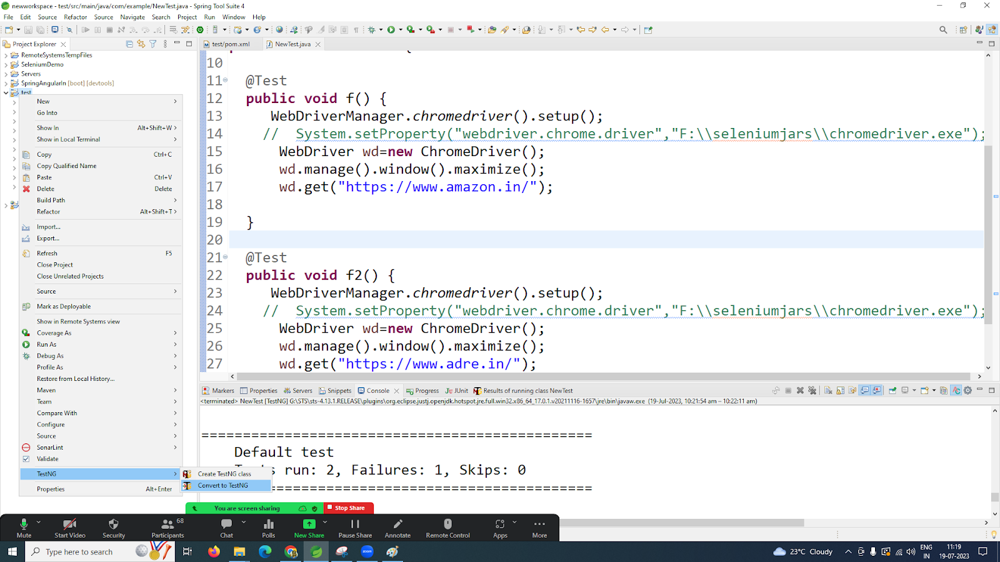 newworkspace - test/src/main/java/com/example/NewTest.java - Spring Tool Suite 4
File Edit Source Refactor Source Navigate Search Project Run Window Help
Project Explorer
RemoteSystemsTempFiles
SeleniumDemo
Servers
SpringAngularIn [boot] [devtools]
test
New
Go Into
Show In Alt+Shift+W
Show in Local Terminal
Copy Ctrl+C
Copy Qualified Name
Paste Ctrl+V
Delete Delete
Build Path
Refactor Alt+Shift+T
Import...
Export...
Refresh F5
Close Project
Close Unrelated Projects
Source
Mark as Deployable
Show in Remote Systems view
Coverage As
Run As
Debug As
Profile As
Restore from Local History...
Maven
Team
Compare With
Configure
Source
SonarLint
Validate
TestNG
Properties Alt+Enter
Create TestNG class
Convert to TestNG
test/pom.xml NewTest.java
10 
11 @Test
12 public void f() {
13 WebDriverManager.chromedriver().setup();
14 // System.setProperty("webdriver.chrome.driver","F:\\seleniumjars\\chromedriver.exe");
15 WebDriver wd=new ChromeDriver();
16 wd.manage().window().maximize();
17 wd.get("https://www.amazon.in/");
18
19 }
20
21 @Test
22 public void f2() {
23 WebDriverManager.chromedriver().setup();
24 // System.setProperty("webdriver.chrome.driver","F:\\seleniumjars\\chromedriver.exe");
25 WebDriver wd=new ChromeDriver();
26 wd.manage().window().maximize();
27 wd.get("https://www.adre.in/");
Markers Properties Servers Snippets Console Progress JUnit Results of running class NewTest
<terminated> NewTest [TestNG] G:\STS\sts-4.13.1.RELEASE\plugins\org.eclipse.justj.openjdk.hotspot.jre.full.win32.x86_64_17.0.1.v20211116-1657\jre\bin\javaw.exe (19-Jul-2023, 10:21:54 am – 10:22:11 am)
===============================================
Default test
run: 2, Failures: 1, Skips: 0
===============================================
You are screen sharing Stop Share
68
Mute Start Video Security Participants Chat Polls New Share Pause Share Annotate Remote Control Apps More
Type here to search
zoom
23°C Cloudy
ENG
IN
11:19
19-07-2023